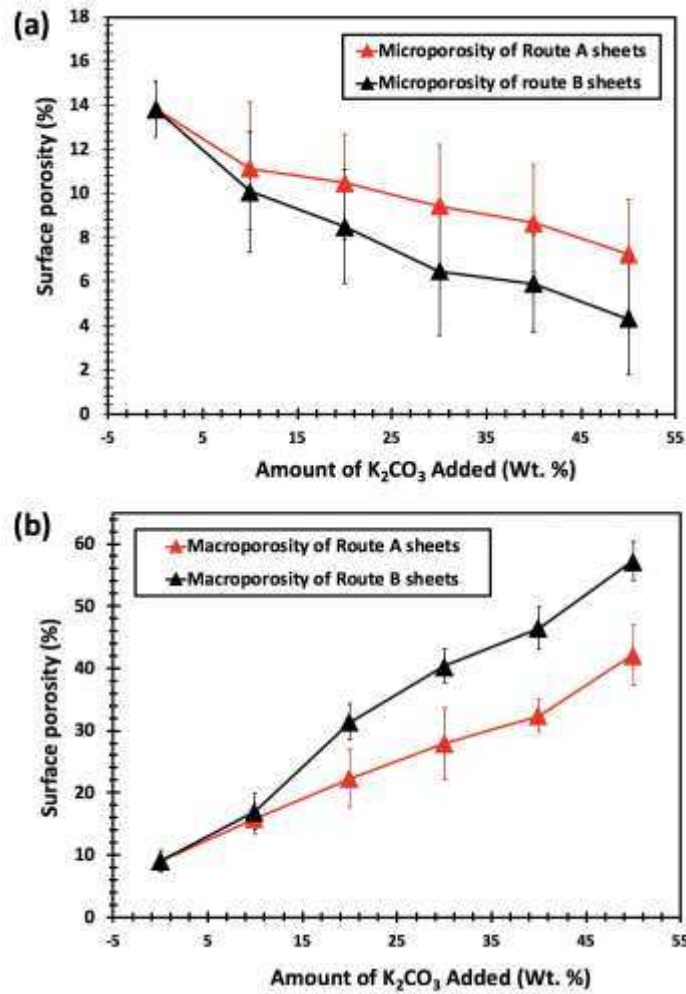 (a)
18
16
14
12
10
8
6
4
2
0
Surface porosity (%)
Microporosity of Route A sheets
Microporosity of route B sheets
-5 5 15 25 35 45 55
Amount of K₂CO₃ Added (Wt. %)
(b)
60
50
40
30
20
10
0
Surface porosity (%)
Macroporosity of Route A sheets
Macroporosity of Route B sheets
-5 5 15 25 35 45 55
Amount of K₂CO₃ Added (Wt. %)